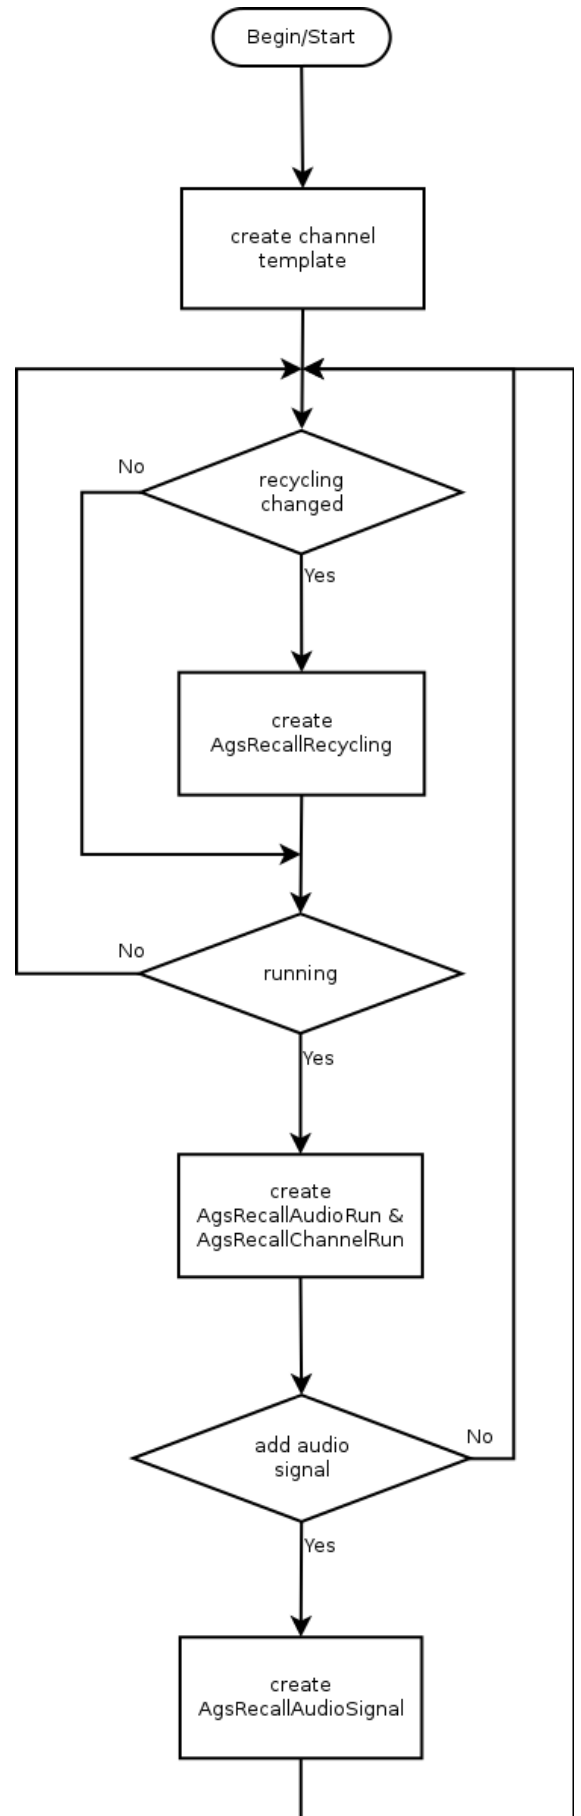 Begin/Start
create channel
template
No
recycling
changed
Yes
create
AgsRecallRecycling
No
running
Yes
create
AgsRecallAudioRun &
AgsRecallChannelRun
add audio
signal
No
Yes
create
AgsRecallAudioSignal